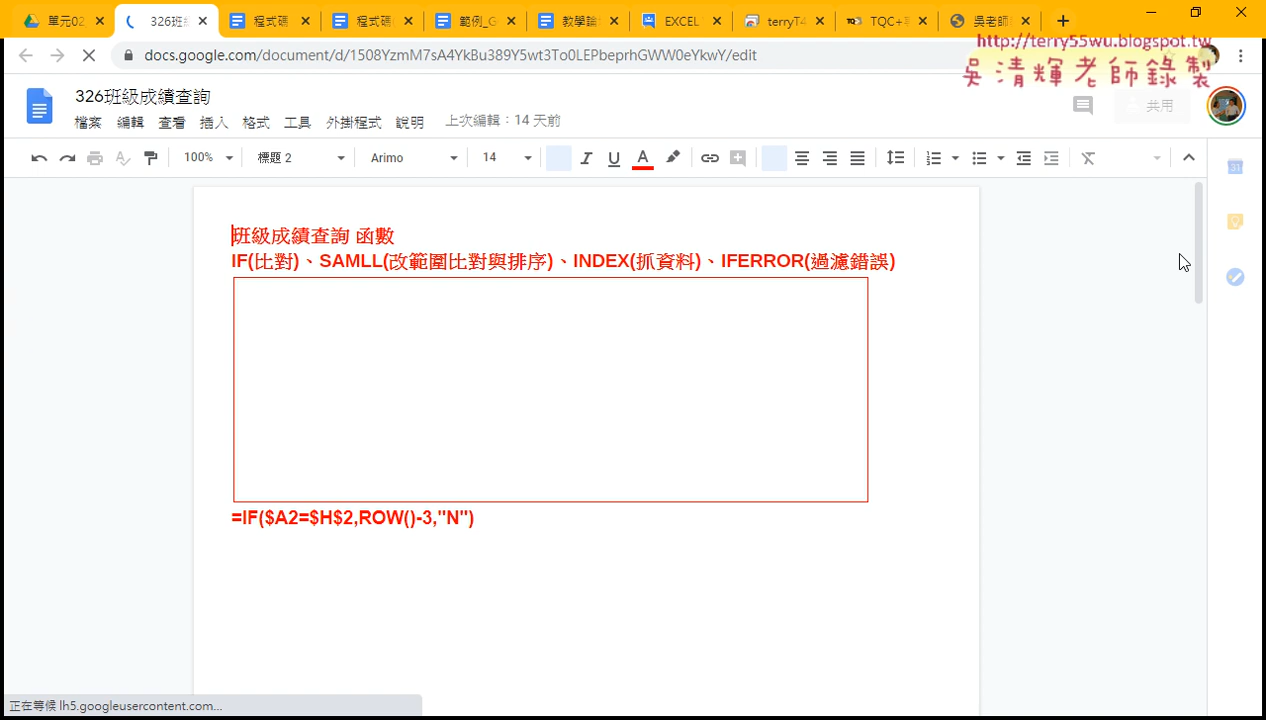 單元02
326班
程式碼
程式碼
範例_G
教學論
EXCEL
terryT4
TQC+
吳老師
docs.google.com/document/d/1508YzmM7sA4YkBu389Y5wt3To0LEPbeprhGWW0eYkwY/edit
http://terry55wu.blogspot.tw
吳清輝老師錄製
326班級成績查詢
檔案 編輯 查看 插入 格式 工具 外掛程式 說明 上次編輯：14 天前
共用
100% 標題 2 Arimo 14
班級成績查詢 函數
IF(比對)、SAMLL(改範圍比對與排序)、INDEX(抓資料)、IFERROR(過濾錯誤)
=IF($A2=$H$2,ROW()-3,"N")
正在等候 lh5.googleusercontent.com...